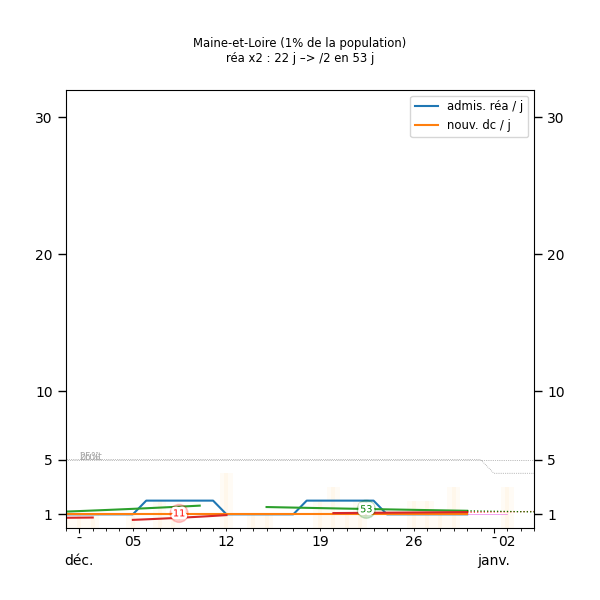 Maine-et-Loire (1% de la population)
réa x2 : 22 j –> /2 en 53 j
admis. réa / j
nouv. dc / j
30 30
20 20
10 10
5 5
1 1
11
53
- 05 12 19 26 - 02
déc. janv.